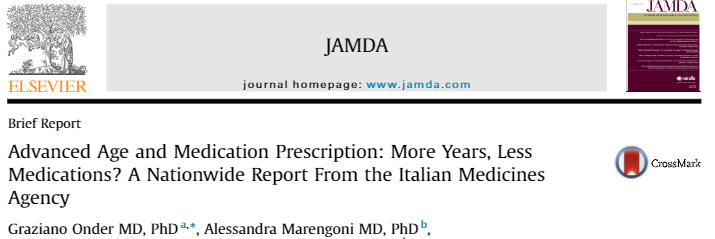 JAMDA
JAMDA
ELSEVIER
journal homepage: www.jamda.com
Brief Report
Advanced Age and Medication Prescription: More Years, Less
Medications? A Nationwide Report From the Italian Medicines
Agency
CrossMark
Graziano Onder MD, PhD a,*, Alessandra Marengoni MD, PhD b,